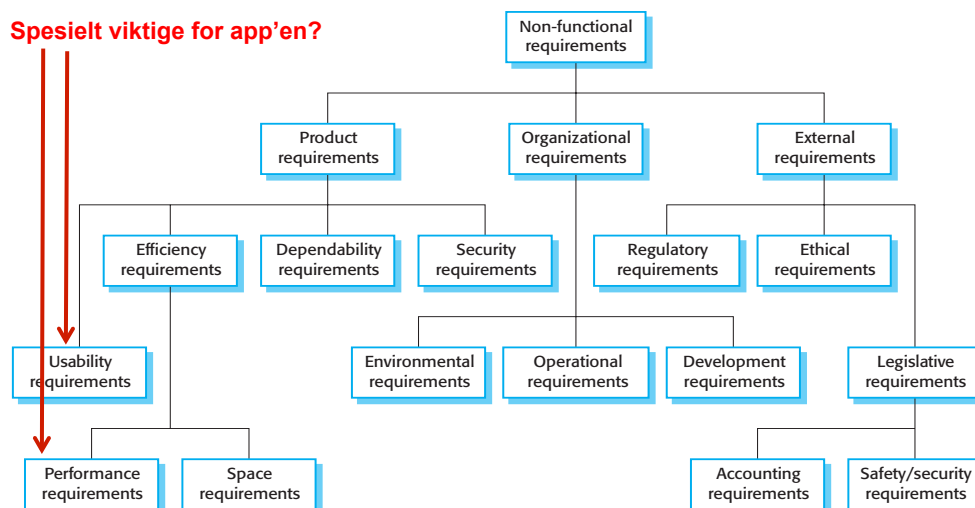 Spesielt viktige for app’en?
Non-functional
requirements
Product
requirements
Organizational
requirements
External
requirements
Efficiency
requirements
Dependability
requirements
Security
requirements
Regulatory
requirements
Ethical
requirements
Usability
requirements
Environmental
requirements
Operational
requirements
Development
requirements
Legislative
requirements
Performance
requirements
Space
requirements
Accounting
requirements
Safety/security
requirements